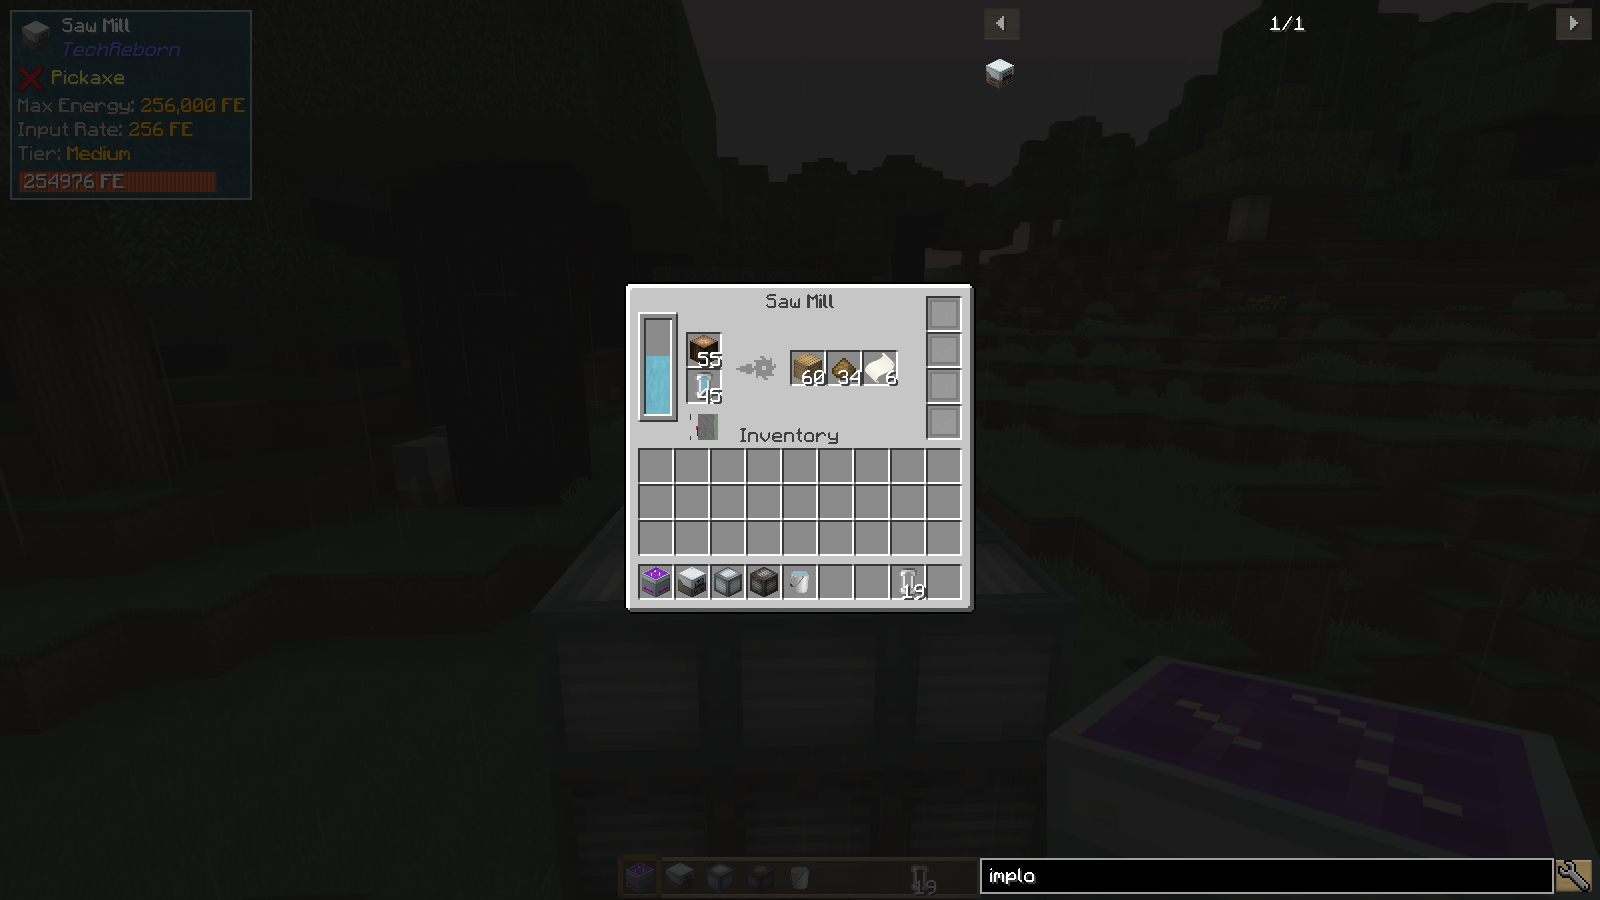 Saw Mill
TechReborn
Pickaxe
Max Energy: 256,000 FE
Input Rate: 256 FE
Tier: Medium
254976 FE
1/1
Saw Mill
55
45
60
34
6
Inventory
19
19
implo